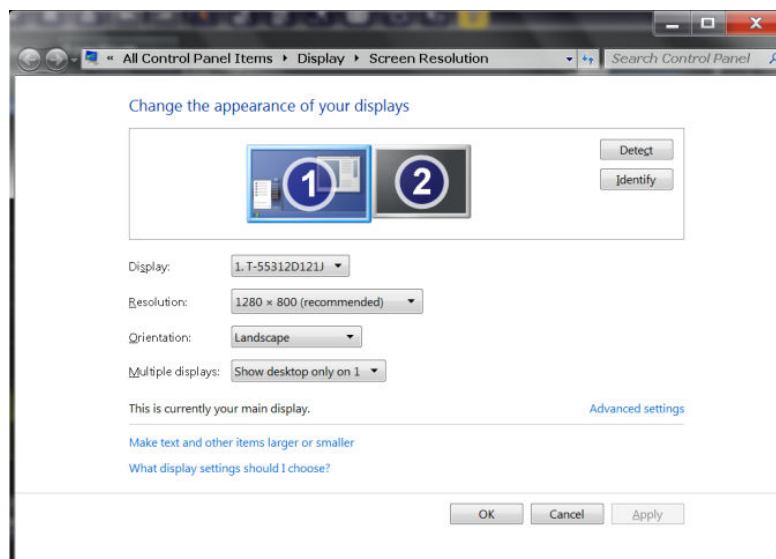 « All Control Panel Items Display Screen Resolution Search Control Panel
Change the appearance of your displays
1 2
Detect
Identify
Display: 1. T-55312D121J
Resolution: 1280 × 800 (recommended)
Orientation: Landscape
Multiple displays: Show desktop only on 1
This is currently your main display. Advanced settings
Make text and other items larger or smaller
What display settings should I choose?
OK Cancel Apply